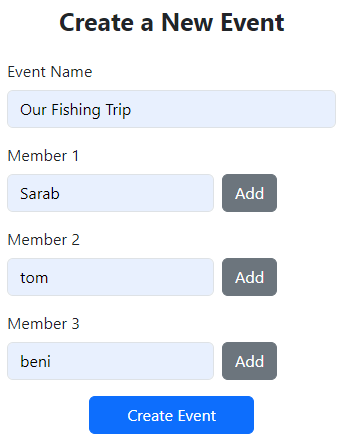 Create a New Event
Event Name
Our Fishing Trip
Member 1
Sarab Add
Member 2
tom Add
Member 3
beni Add
Create Event